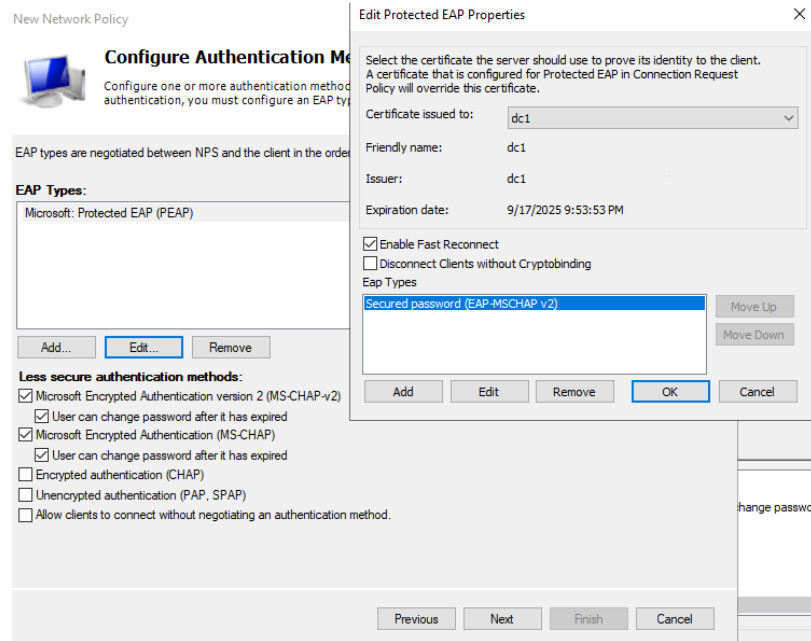 New Network Policy
Configure Authentication Me
Configure one or more authentication method
authentication, you must configure an EAP typ
EAP types are negotiated between NPS and the client in the order
EAP Types:
Microsoft: Protected EAP (PEAP)
Add...
Edit...
Remove
Less secure authentication methods:
Microsoft Encrypted Authentication version 2 (MS-CHAP-v2)
User can change password after it has expired
Microsoft Encrypted Authentication (MS-CHAP)
User can change password after it has expired
Encrypted authentication (CHAP)
Unencrypted authentication (PAP, SPAP)
Allow clients to connect without negotiating an authentication method.
Previous
Next
Finish
Cancel
Edit Protected EAP Properties
Select the certificate the server should use to prove its identity to the client.
A certificate that is configured for Protected EAP in Connection Request
Policy will override this certificate.
Certificate issued to:
dc1
Friendly name:
dc1
Issuer:
dc1
Expiration date:
9/17/2025 9:53:53 PM
Enable Fast Reconnect
Disconnect Clients without Cryptobinding
Eap Types
Secured password (EAP-MSCHAP v2)
Move Up
Move Down
Add
Edit
Remove
OK
Cancel
hange passwo